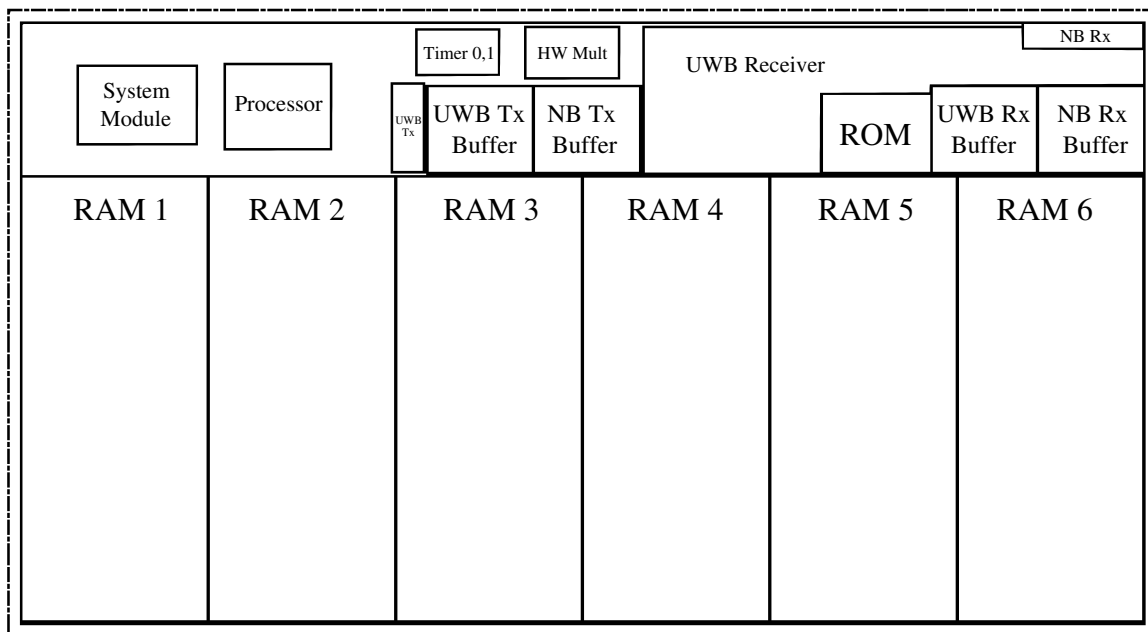 System
Module
Processor
Timer 0,1
HW Mult
UWB
Tx
UWB Tx
Buffer
NB Tx
Buffer
UWB Receiver
NB Rx
ROM
UWB Rx
Buffer
NB Rx
Buffer
RAM 1
RAM 2
RAM 3
RAM 4
RAM 5
RAM 6